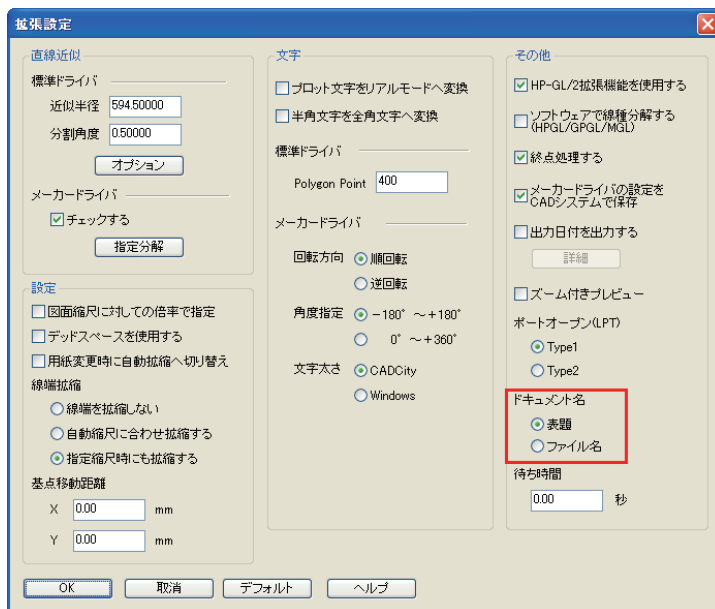 拡張設定
直線近似
標準ドライバ
近似半径 594.50000
分割角度 0.50000
オプション
メーカードライバ
チェックする
指定分解
設定
図面縮尺に対しての倍率で指定
デッドスペースを使用する
用紙変更時に自動拡縮へ切り替え
線端拡縮
線端を拡縮しない
自動縮尺に合わせ拡縮する
指定縮尺時にも拡縮する
基点移動距離
X 0.00 mm
Y 0.00 mm
文字
プロット文字をリアルモードへ変換
半角文字を全角文字へ変換
標準ドライバ
Polygon Point 400
メーカードライバ
回転方向 順回転
逆回転
角度指定 -180° ～+180°
0° ～+360°
文字太さ CADCity
Windows
その他
HP-GL/2拡張機能を使用する
ソフトウェアで線種分解する
(HPGL/GPGL/MGL)
終点処理する
メーカードライバの設定を
CADシステムで保存
出力日付を出力する
詳細
ズーム付きプレビュー
ポートオープン(LPT)
Type1
Type2
ドキュメント名
表題
ファイル名
待ち時間
0.00 秒
OK 取消 デフォルト ヘルプ